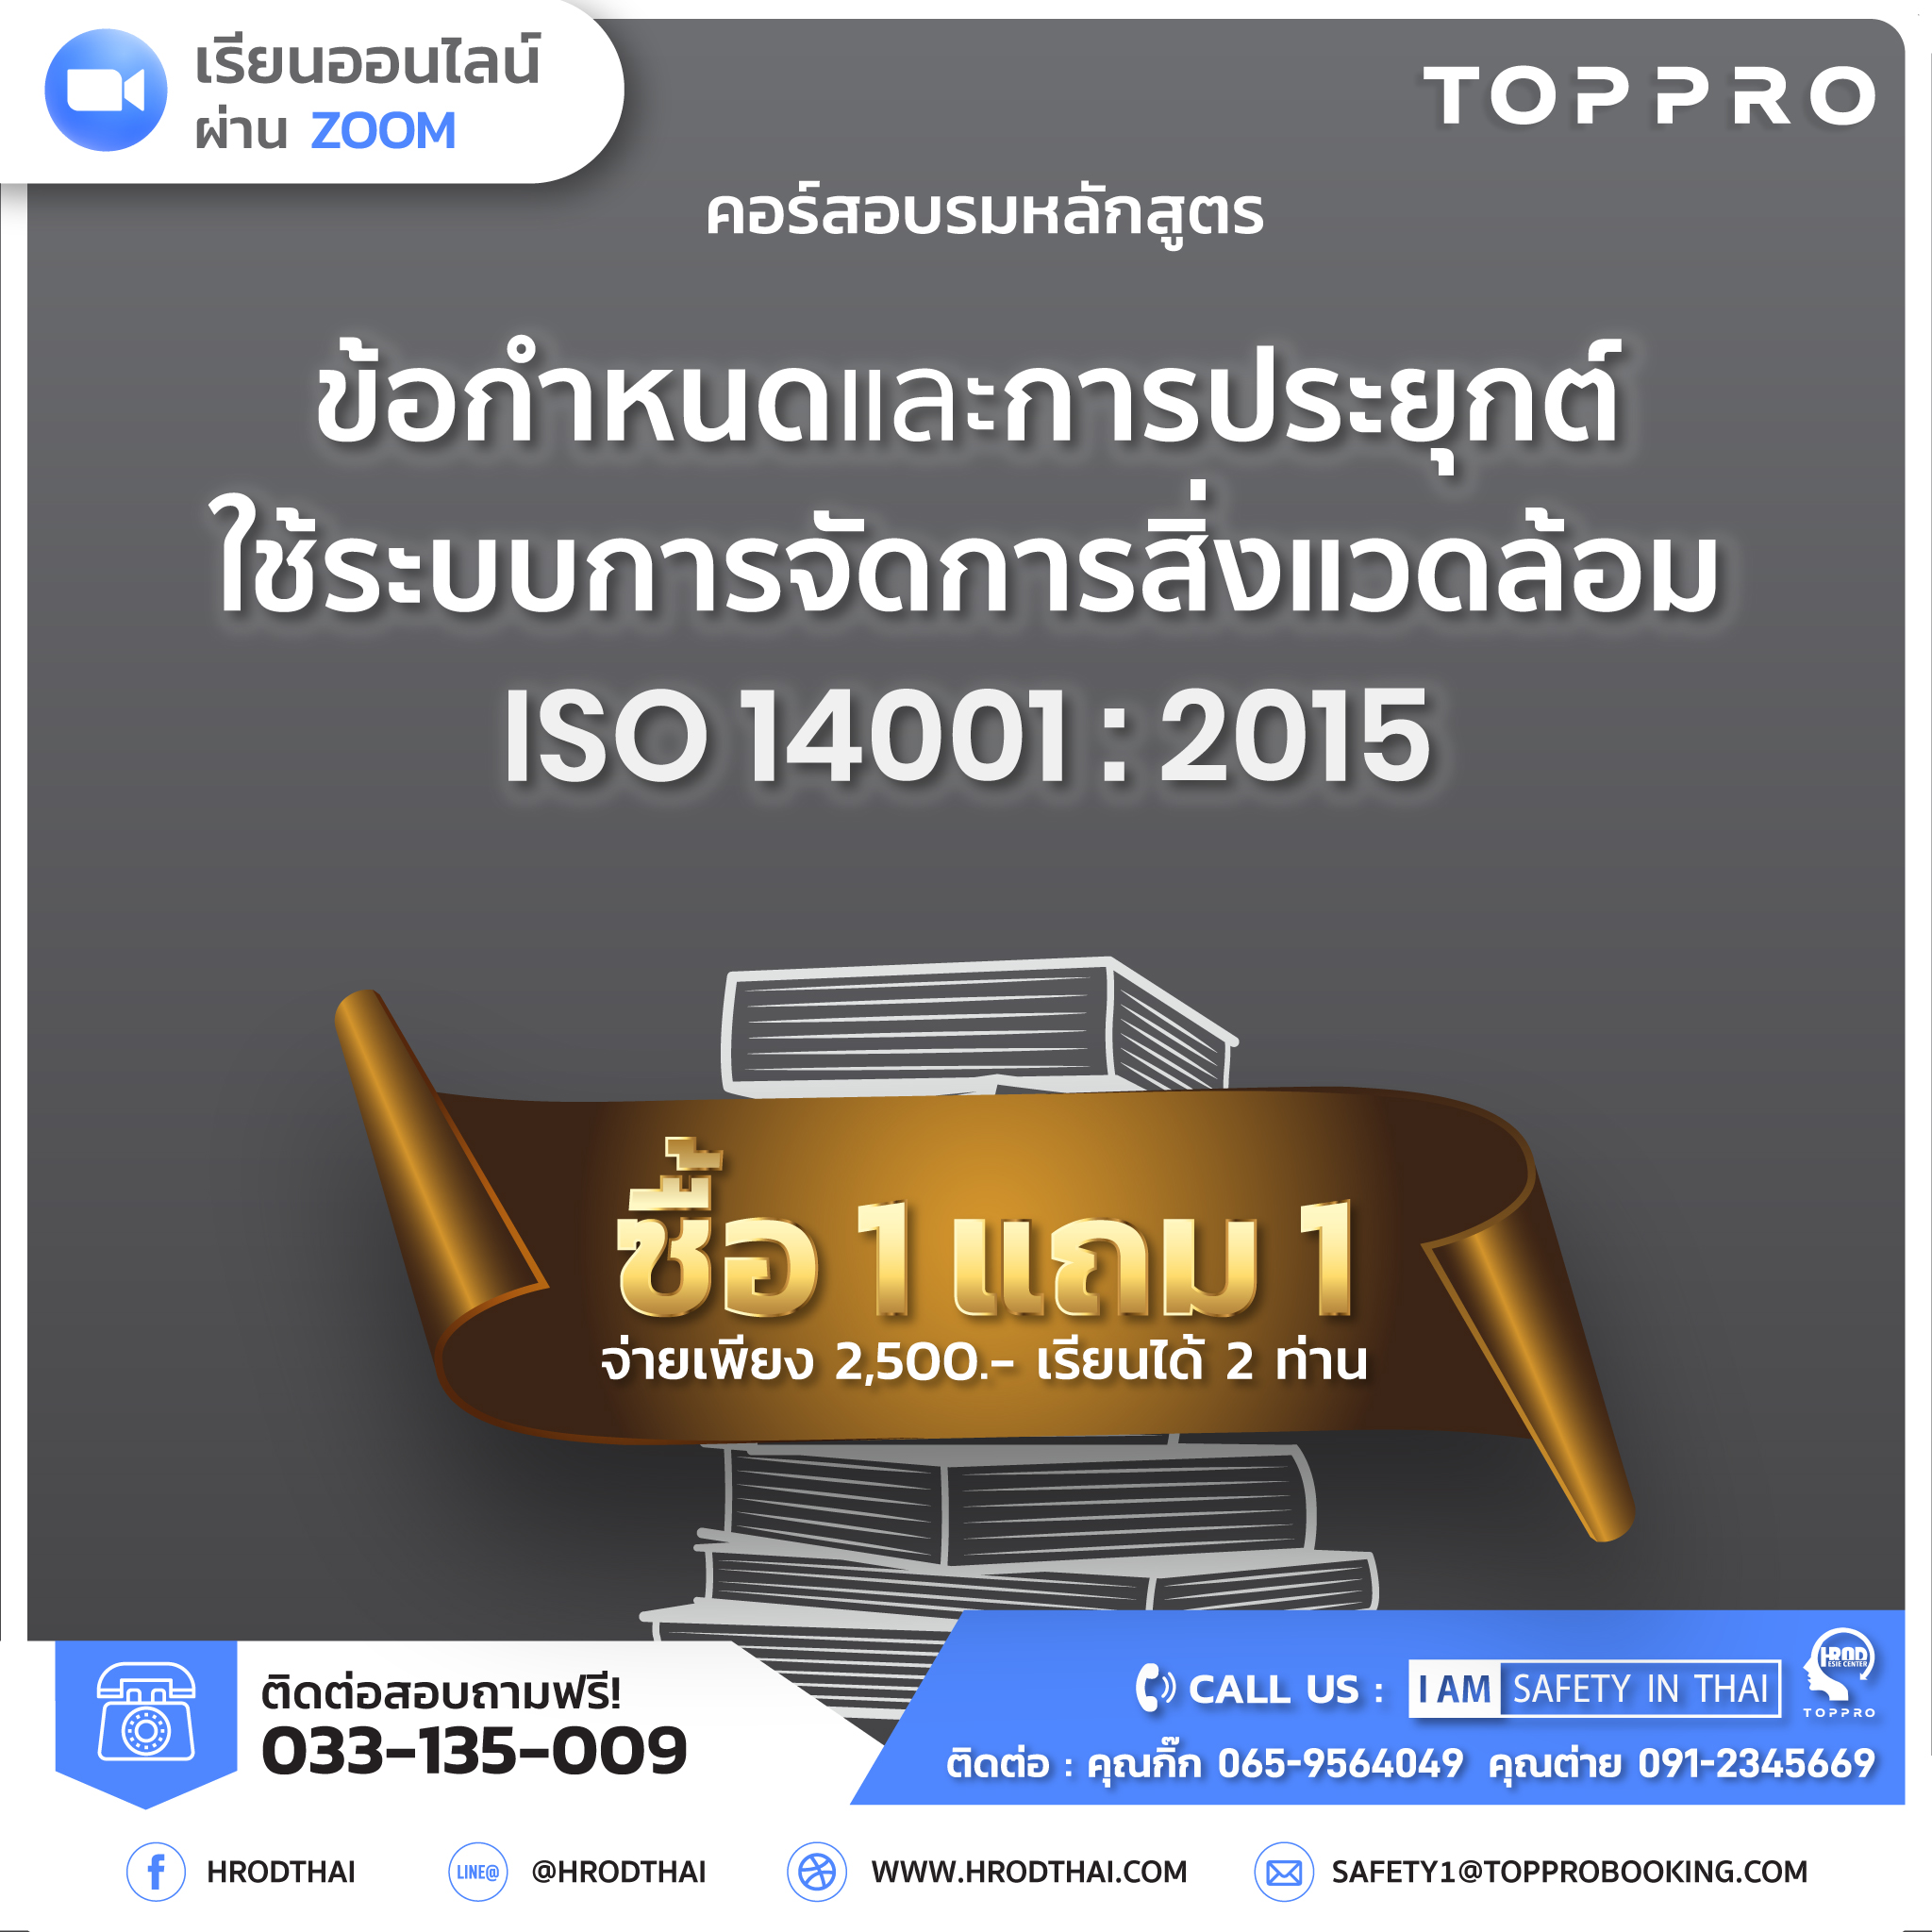 เรียนออนไลน์
ผ่าน ZOOM
TOPPRO
คอร์สอบรมหลักสูตร
ข้อกำหนดและการประยุกต์
ใช้ระบบการจัดการสิ่งแวดล้อม
ISO 14001 : 2015
ซื้อ 1 แถม 1
จ่ายเพียง 2,500.- เรียนได้ 2 ท่าน
ติดต่อสอบถามฟรี!
033-135-009
CALL US : I AM SAFETY IN THAI
HROD
ESIE CENTER
TOPPRO
ติดต่อ : คุณกิ๊ก 065-9564049 คุณต่าย 091-2345669
HRODTHAI
LINE@ @HRODTHAI
WWW.HRODTHAI.COM
SAFETY1@TOPPROBOOKING.COM